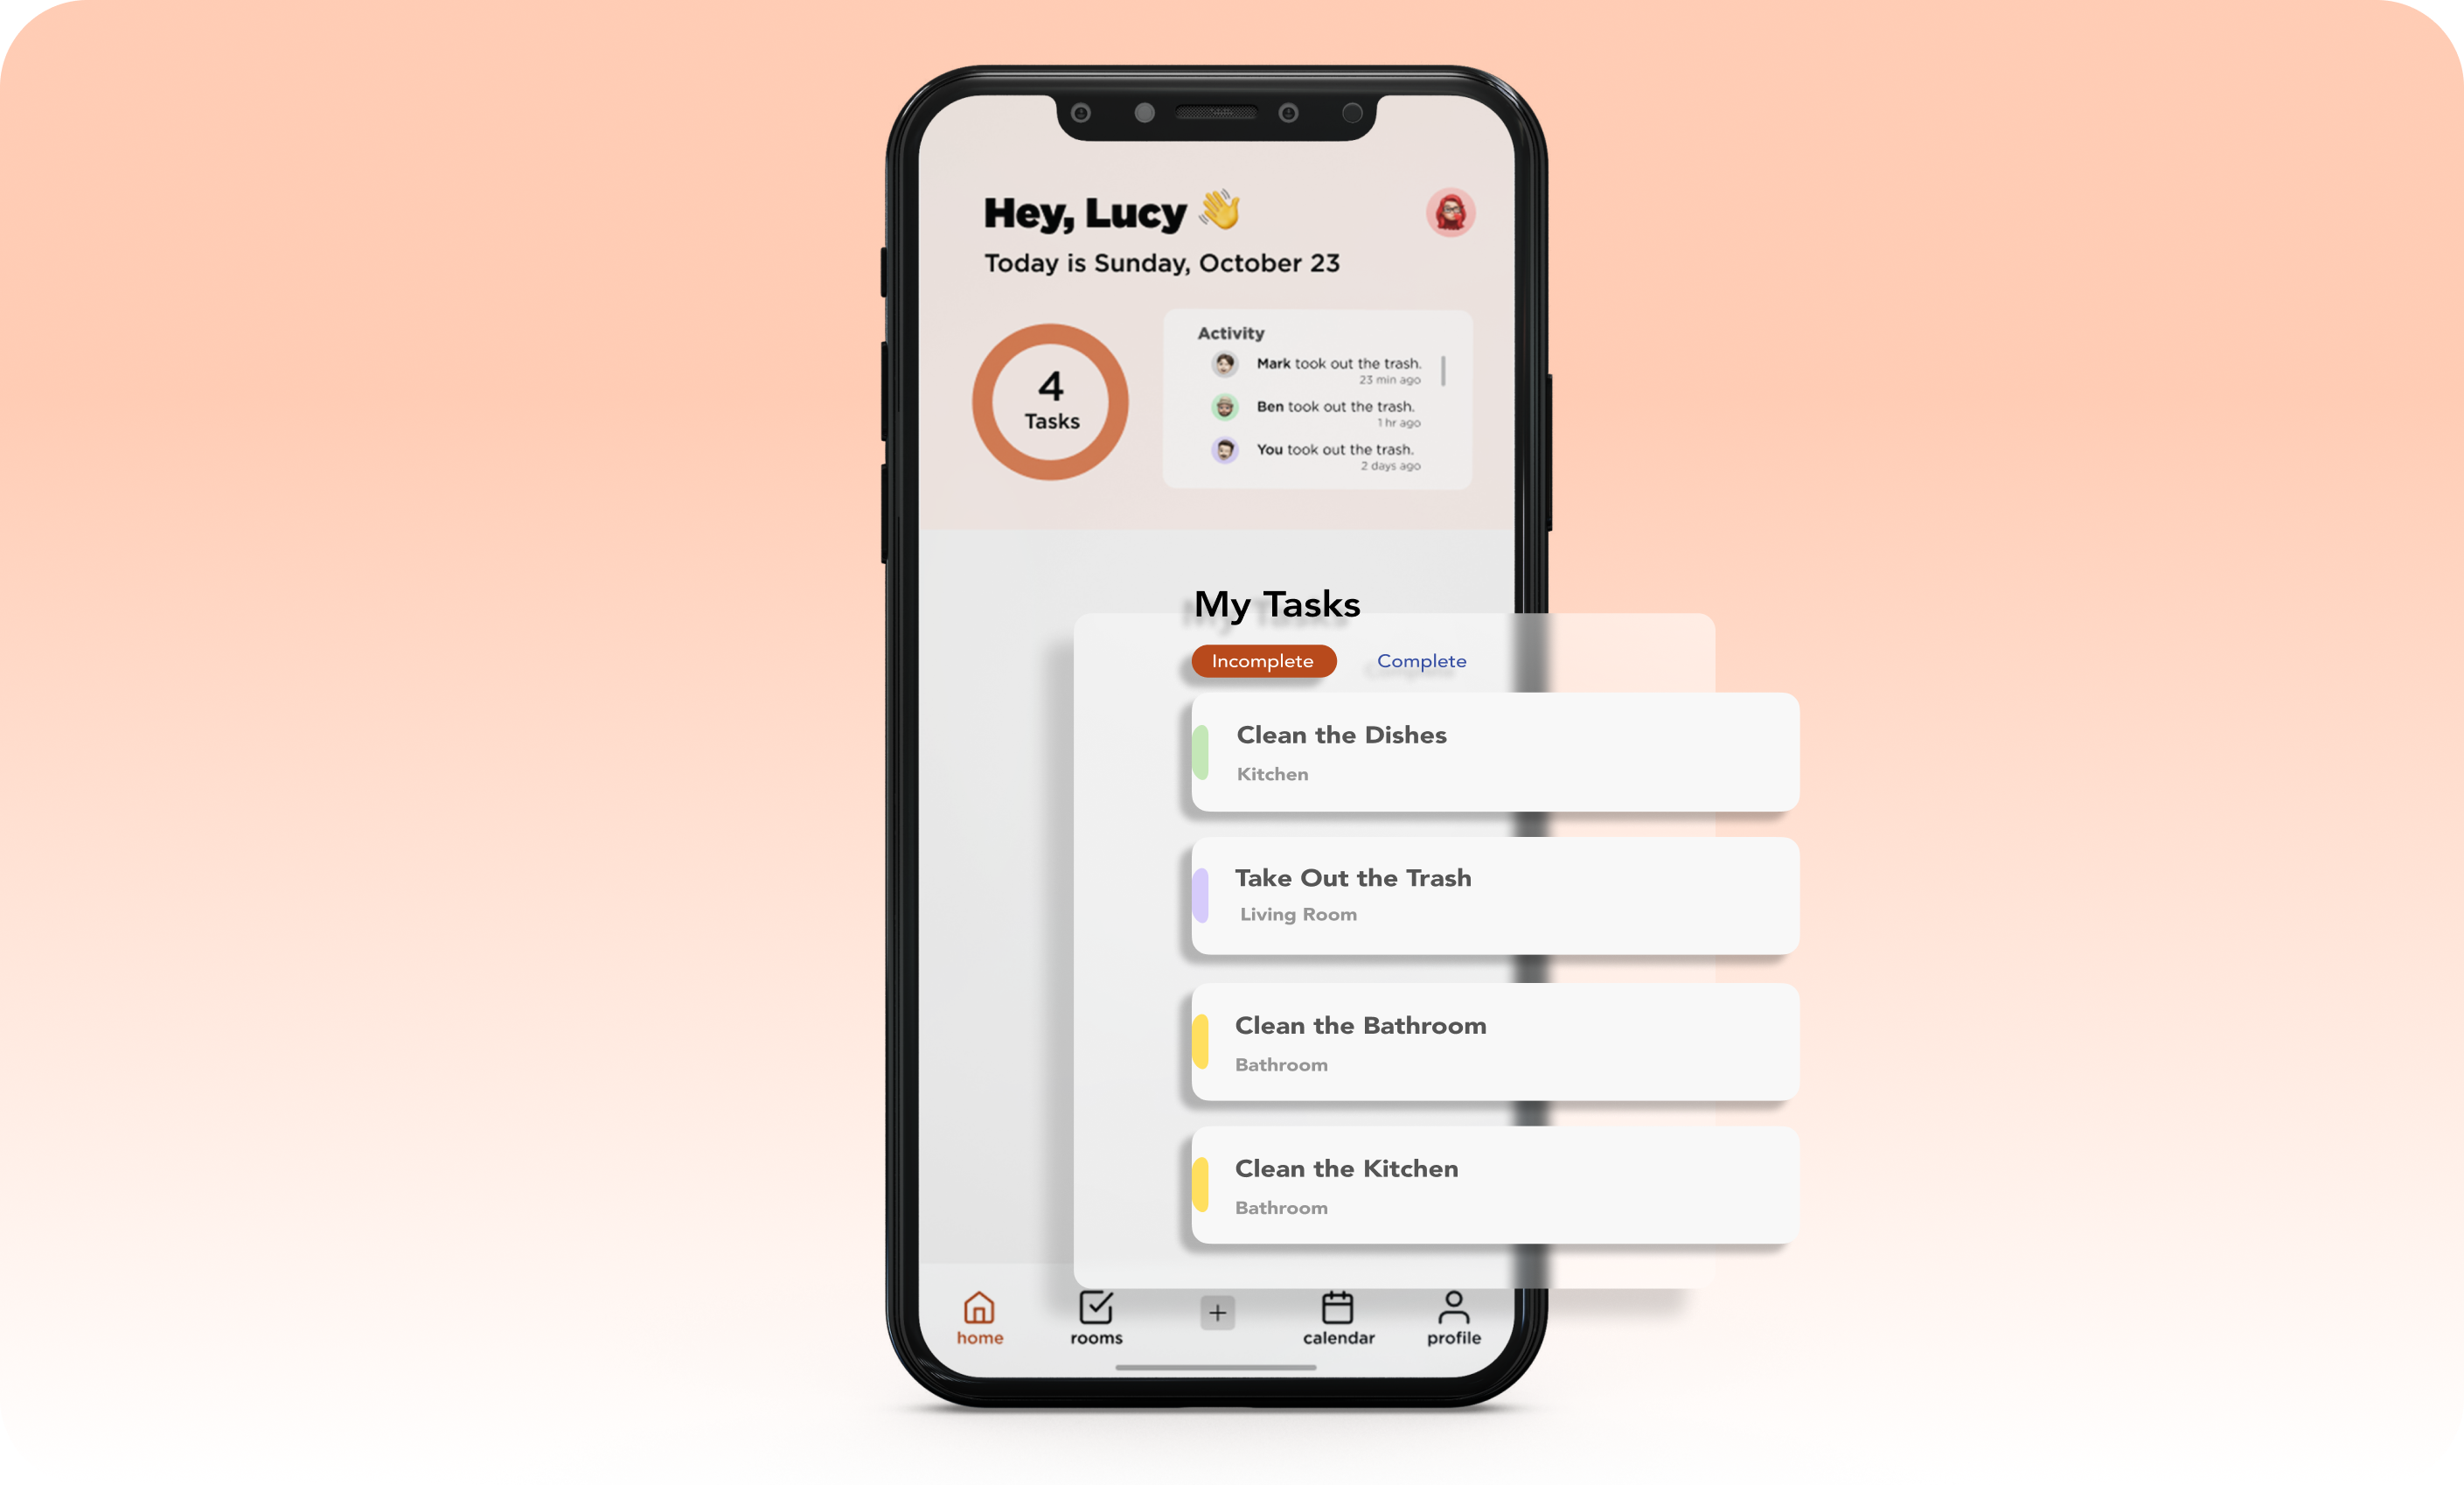 Hey, Lucy 👋
Today is Sunday, October 23
4
Tasks
Activity
Mark took out the trash.
23 min ago
Ben took out the trash.
1 hr ago
You took out the trash.
2 days ago
My Tasks
Incomplete
Complete
Clean the Dishes
Kitchen
Take Out the Trash
Living Room
Clean the Bathroom
Bathroom
Clean the Kitchen
Bathroom
home
rooms
+
calendar
profile